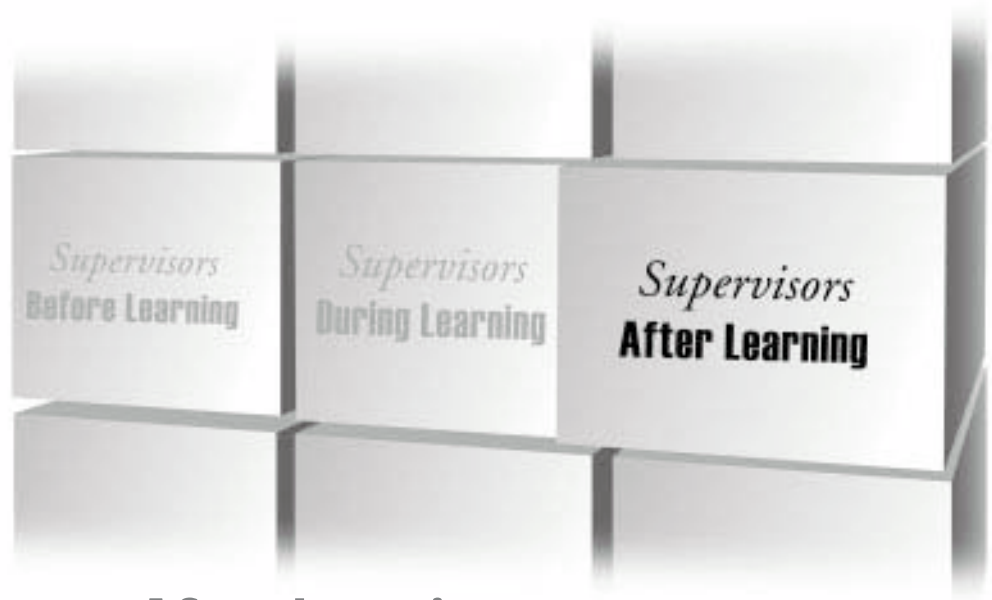 Supervisors
Before Learning
Supervisors
During Learning
Supervisors
After Learning